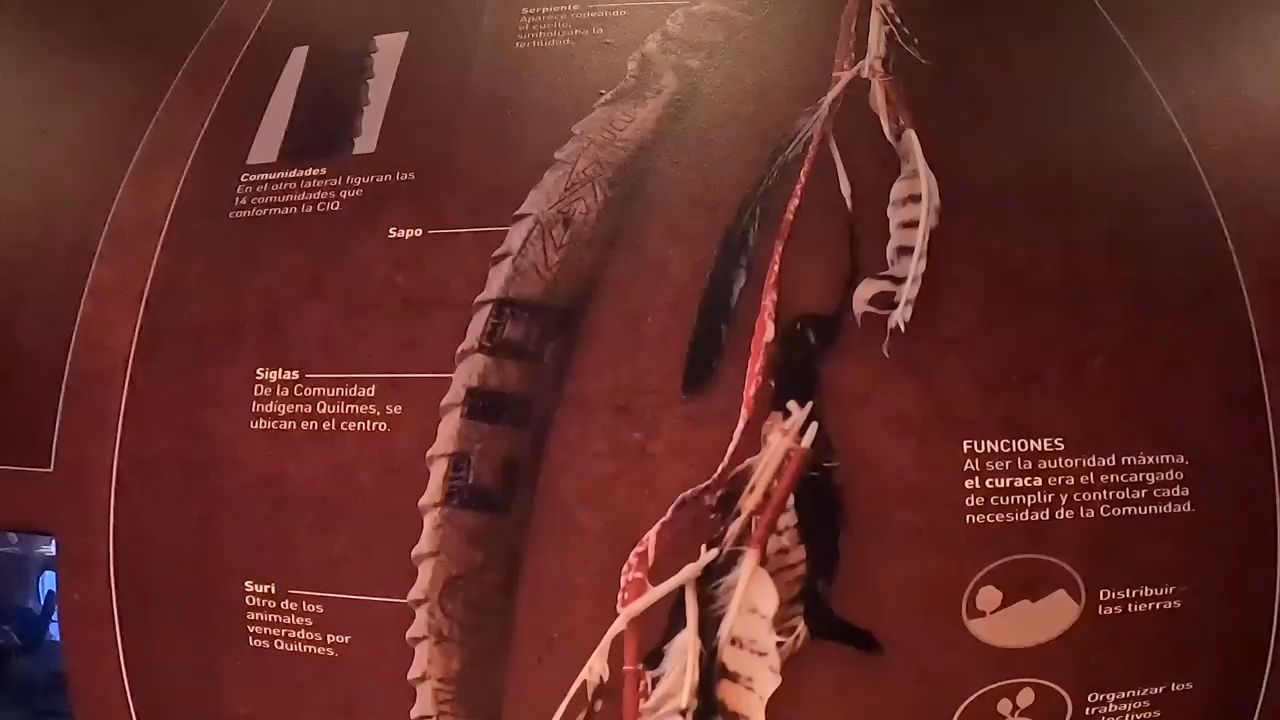 Serpiente
Aparece rodeando
el cuello,
simbolizaba la
fertilidad.
Comunidades
En el otro lateral figuran las
14 comunidades que
conforman la CIQ.
Sapo
Siglas
De la Comunidad
Indígena Quilmes, se
ubican en el centro.
Suri
Otro de los
animales
venerados por
los Quilmes.
FUNCIONES
Al ser la autoridad máxima,
el curaca era el encargado
de cumplir y controlar cada
necesidad de la Comunidad.
Distribuir
las tierras
Organizar los
trabajos